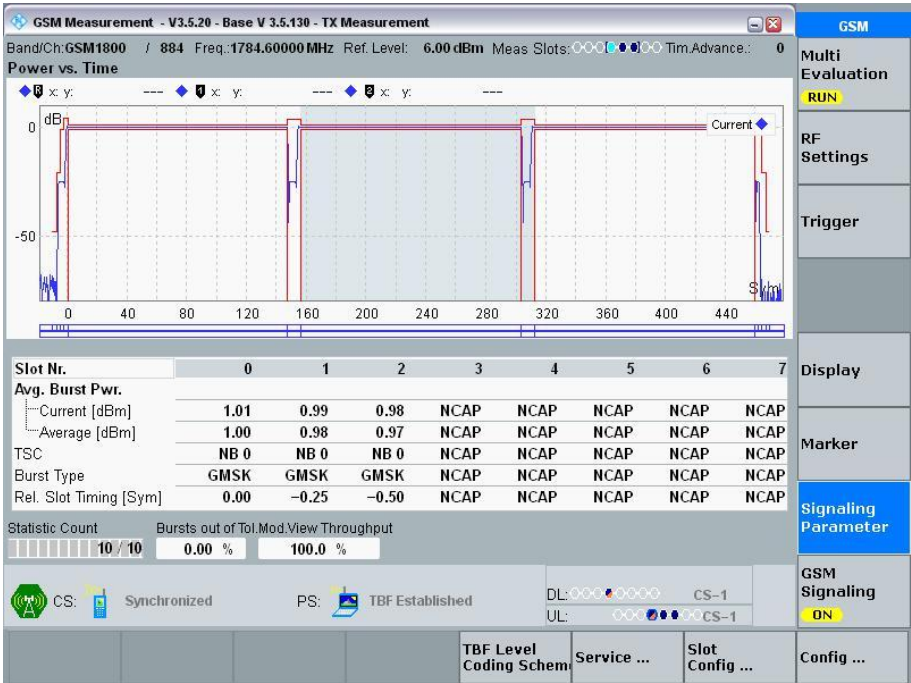 GSM Measurement - V3.5.20 - Base V 3.5.130 - TX Measurement
GSM
Band/Ch:GSM1800 / 884 Freq.:1784.60000 MHz Ref. Level: 6.00 dBm Meas Slots: Tim.Advance.: 0
Power vs. Time
Multi Evaluation
RUN
R x: y: --- 1 x: y: --- 2 x: y: ---
dB
Current
0
-50
Sym
0 40 80 120 160 200 240 280 320 360 400 440
RF Settings
Trigger
Slot Nr. 0 1 2 3 4 5 6 7
Avg. Burst Pwr.
Current [dBm] 1.01 0.99 0.98 NCAP NCAP NCAP NCAP NCAP
Average [dBm] 1.00 0.98 0.97 NCAP NCAP NCAP NCAP NCAP
TSC NB 0 NB 0 NB 0 NCAP NCAP NCAP NCAP NCAP
Burst Type GMSK GMSK GMSK NCAP NCAP NCAP NCAP NCAP
Rel. Slot Timing [Sym] 0.00 −0.25 −0.50 NCAP NCAP NCAP NCAP NCAP
Display
Marker
Signaling Parameter
Statistic Count Bursts out of Tol. Mod.View Throughput
10 / 10 0.00 % 100.0 %
CS: Synchronized PS: TBF Established
DL: CS−1
UL: CS−1
GSM Signaling
ON
TBF Level Coding Schem
Service ...
Slot Config ...
Config ...